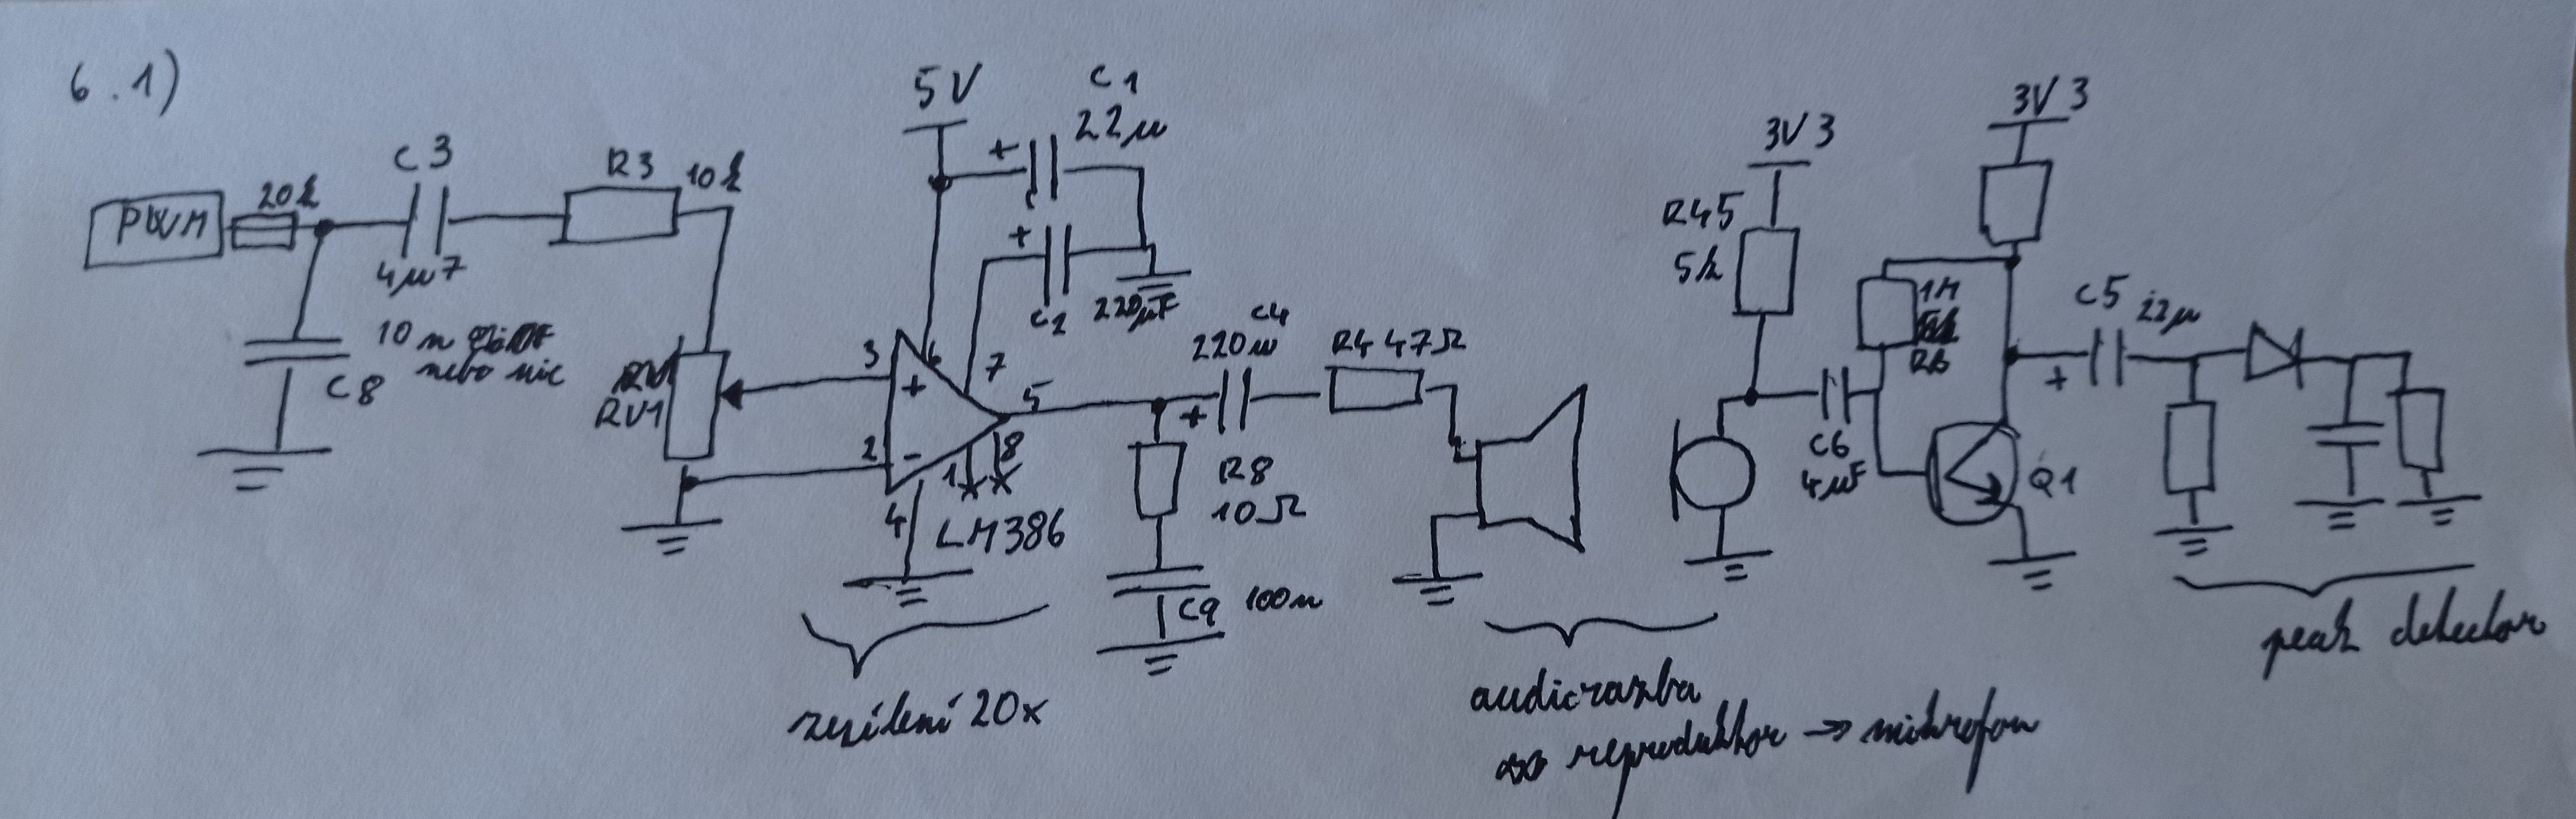 6.1)
PWM
20k
C3
4µ7
R3
10k
10n
nebo nic
C8
RV1
5V
C1
22µ
+
+
C2
220µF
3
6
7
+
2
-
1
8
5
4
LM386
zesílení 20x
C4
220µ
+
R4 47Ω
R8
10Ω
C9 100n
audiovazba
reproduktor → mikrofon
3V3
R45
5k
C6
4µF
3V3
1M
R6
Q1
C5 22µ
+
peak detector